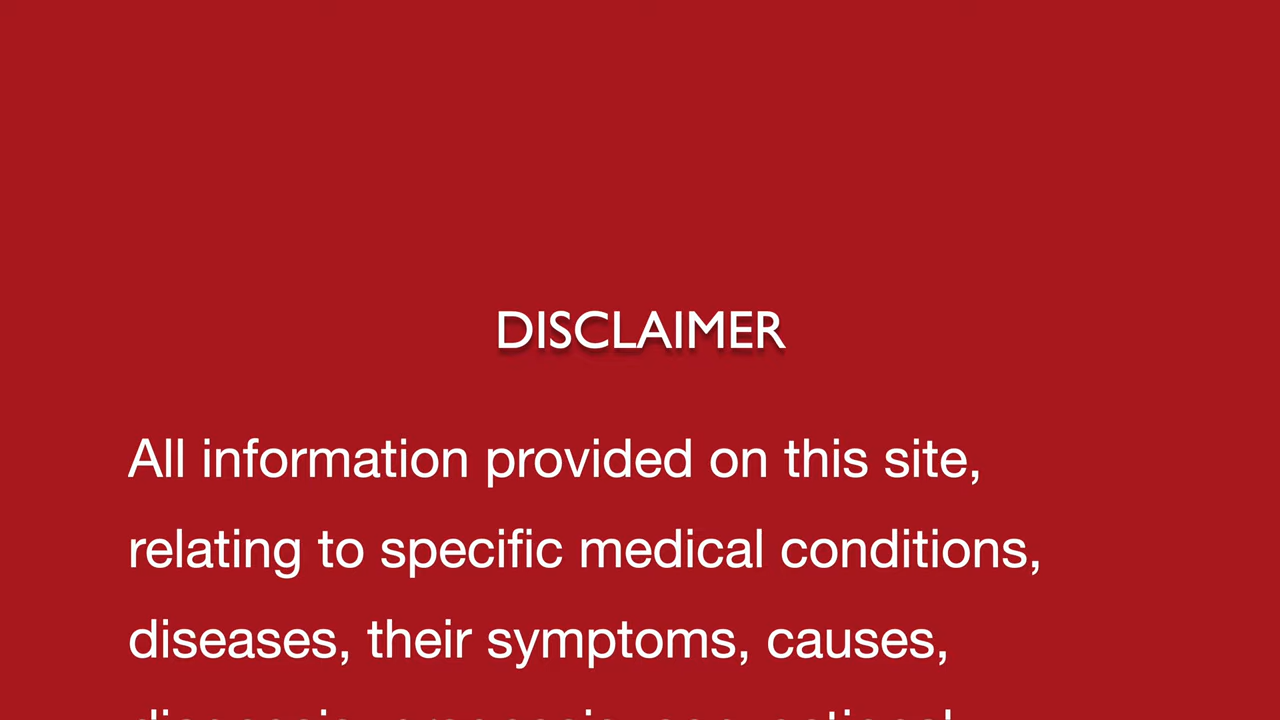 DISCLAIMER
All information provided on this site,
relating to specific medical conditions,
diseases, their symptoms, causes,